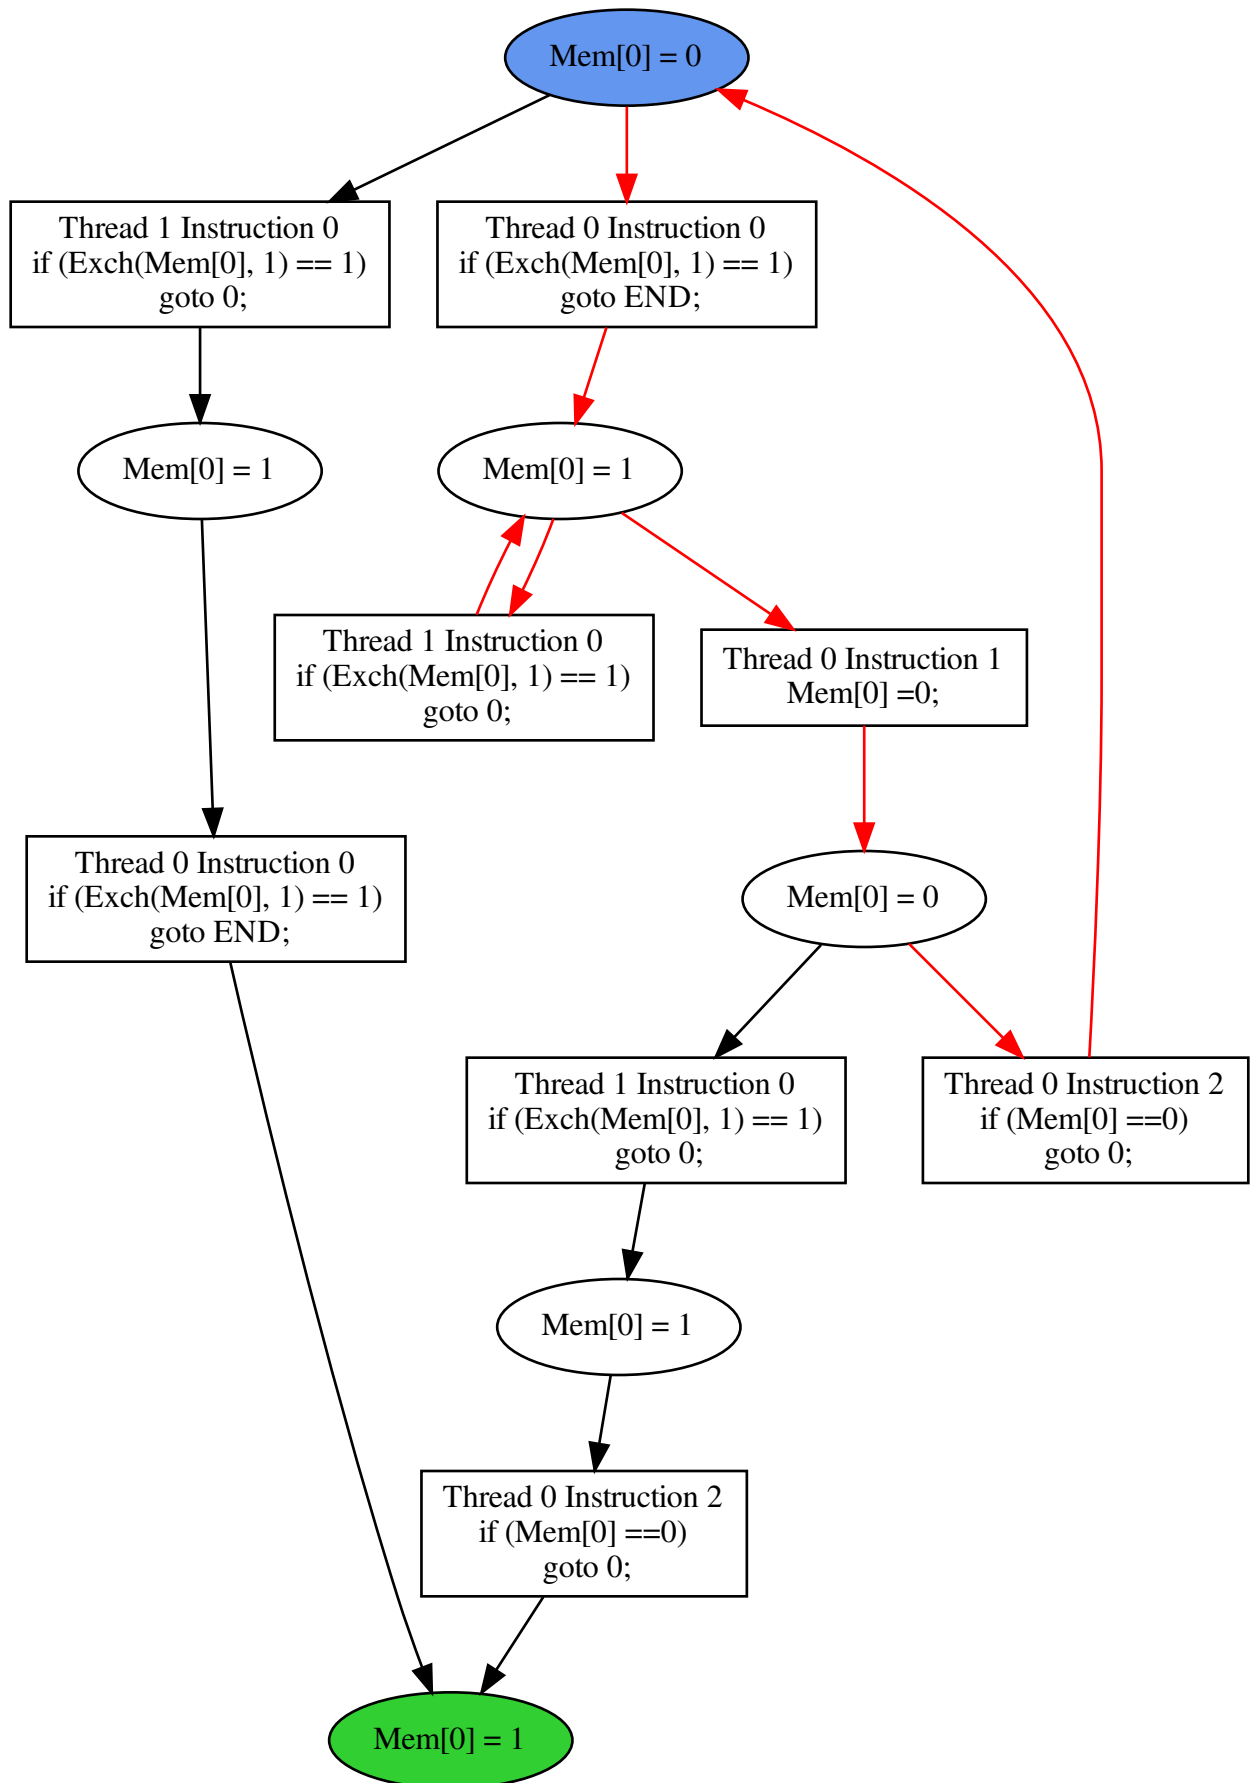 Mem[0] = 0
Thread 1 Instruction 0
if (Exch(Mem[0], 1) == 1)
goto 0;
Thread 0 Instruction 0
if (Exch(Mem[0], 1) == 1)
goto END;
Mem[0] = 1
Mem[0] = 1
Thread 1 Instruction 0
if (Exch(Mem[0], 1) == 1)
goto 0;
Thread 0 Instruction 1
Mem[0] =0;
Thread 0 Instruction 0
if (Exch(Mem[0], 1) == 1)
goto END;
Mem[0] = 0
Thread 1 Instruction 0
if (Exch(Mem[0], 1) == 1)
goto 0;
Thread 0 Instruction 2
if (Mem[0] ==0)
goto 0;
Mem[0] = 1
Thread 0 Instruction 2
if (Mem[0] ==0)
goto 0;
Mem[0] = 1